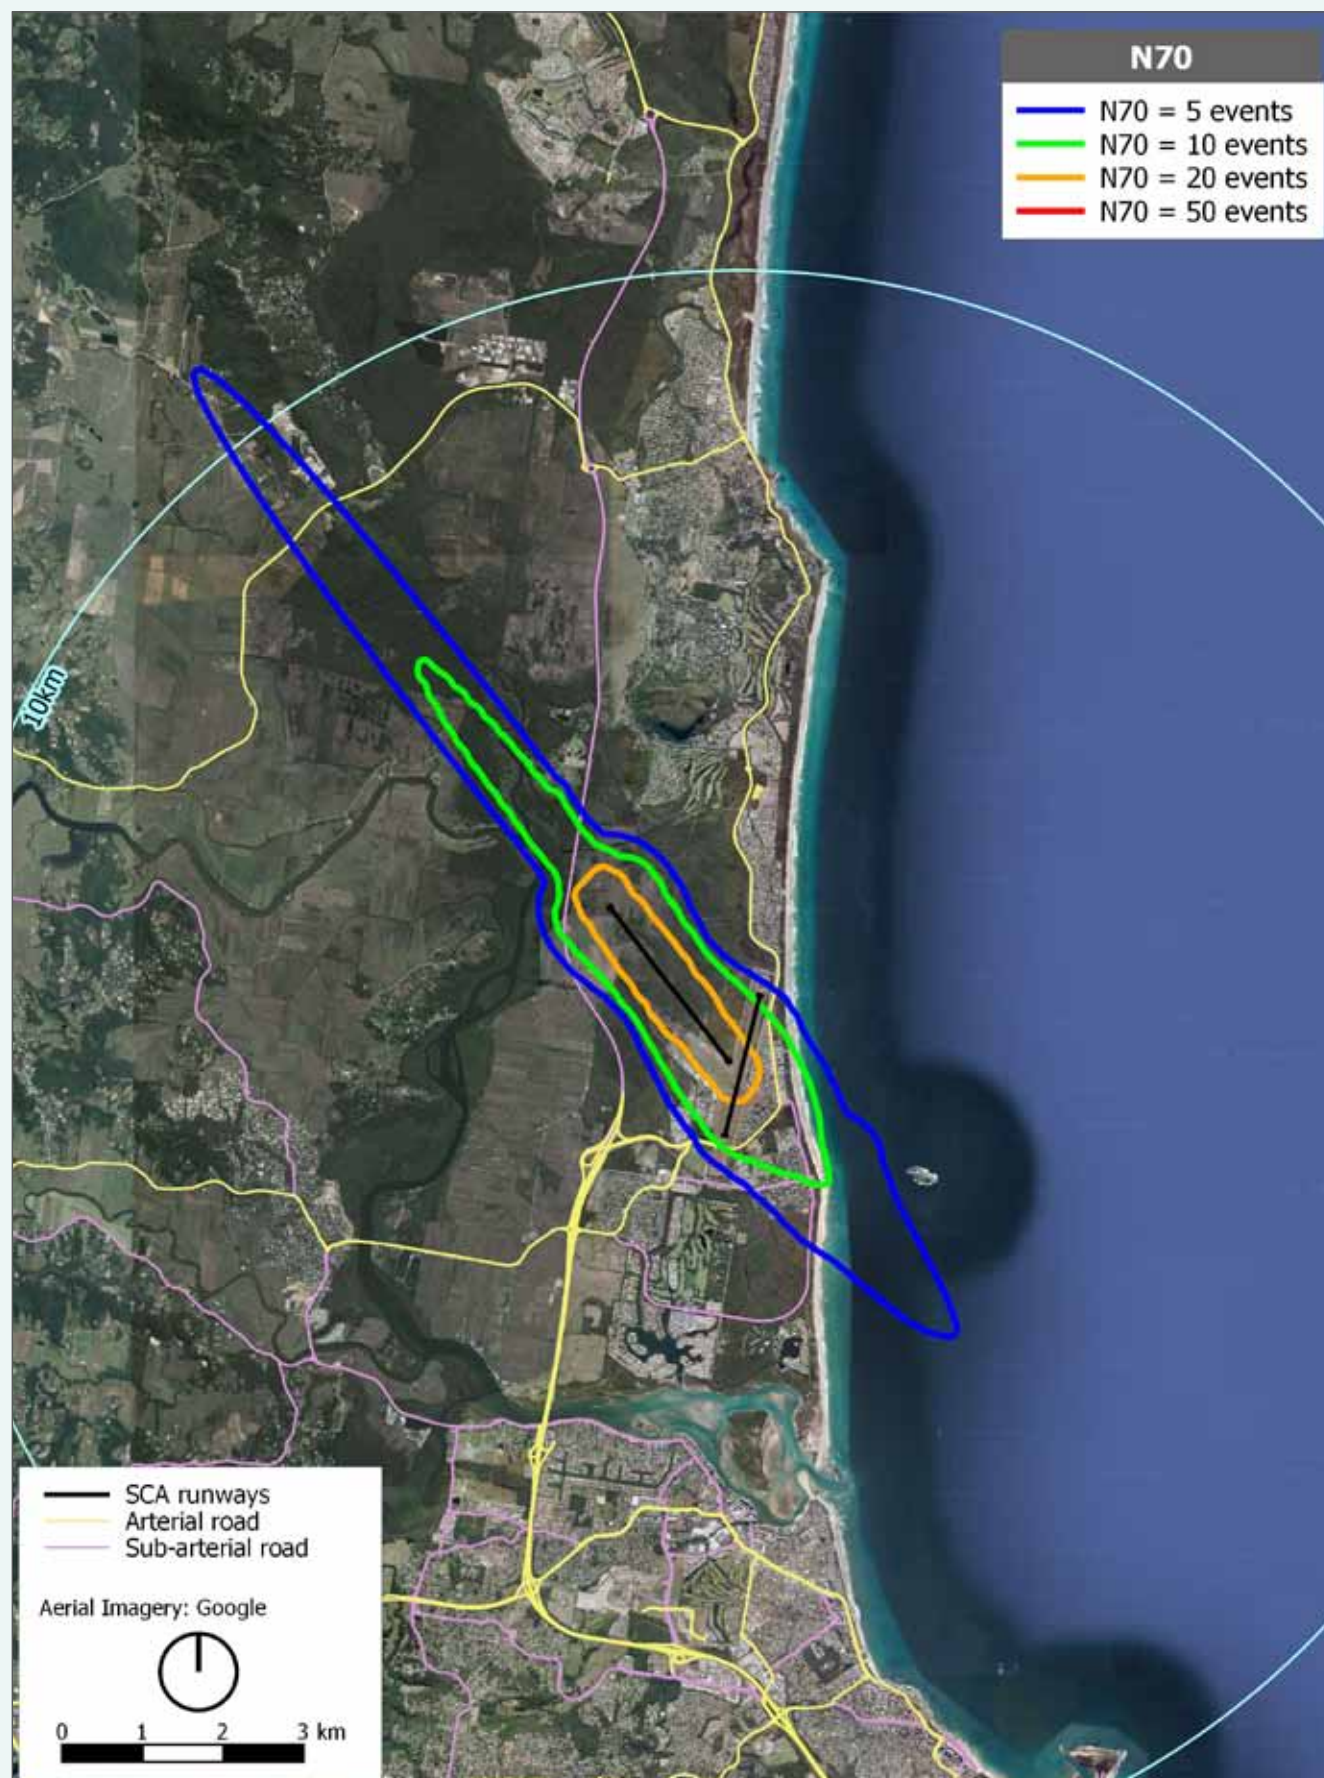 N70
N70 = 5 events
N70 = 10 events
N70 = 20 events
N70 = 50 events
10km
SCA runways
Arterial road
Sub-arterial road
Aerial Imagery: Google
0 1 2 3 km